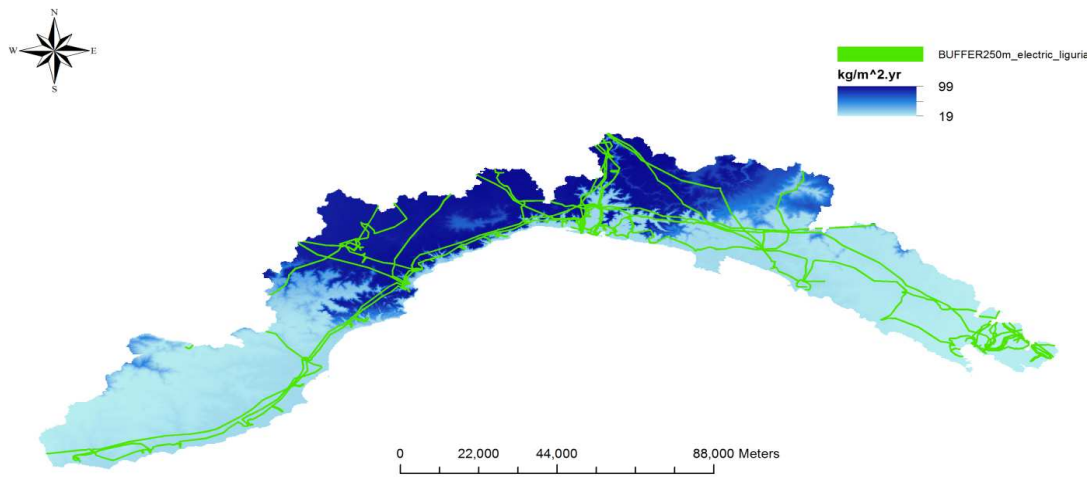 N
W E
S
BUFFER250m_electric_liguria
kg/m^2.yr
99
19
0 22,000 44,000 88,000 Meters